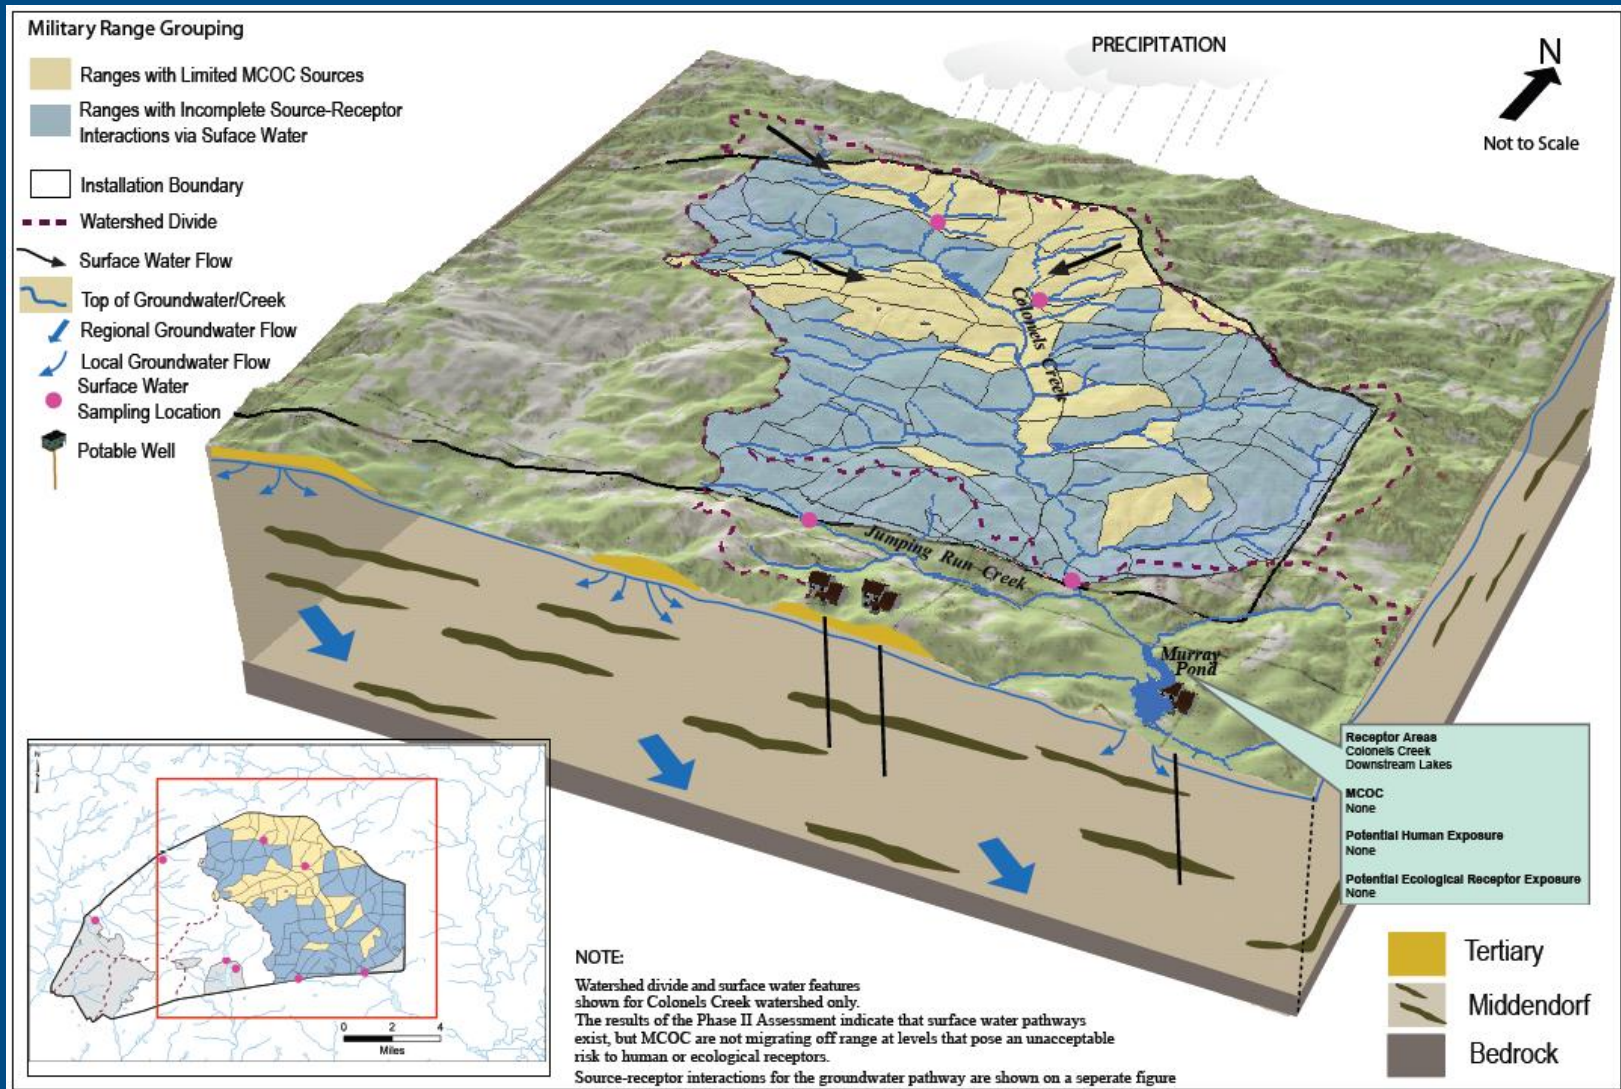 Military Range Grouping
Ranges with Limited MCOC Sources
Ranges with Incomplete Source-Receptor
Interactions via Suface Water
Installation Boundary
Watershed Divide
Surface Water Flow
Top of Groundwater/Creek
Regional Groundwater Flow
Local Groundwater Flow
Surface Water
Sampling Location
Potable Well
PRECIPITATION
N
Not to Scale
Colonels Creek
Jumping Run Creek
Murray
Pond
Receptor Areas
Colonels Creek
Downstream Lakes
MCOC
None
Potential Human Exposure
None
Potential Ecological Receptor Exposure
None
N
0 2 4
Miles
NOTE:
Watershed divide and surface water features
shown for Colonels Creek watershed only.
The results of the Phase II Assessment indicate that surface water pathways
exist, but MCOC are not migrating off range at levels that pose an unacceptable
risk to human or ecological receptors.
Source-receptor interactions for the groundwater pathway are shown on a seperate figure
Tertiary
Middendorf
Bedrock